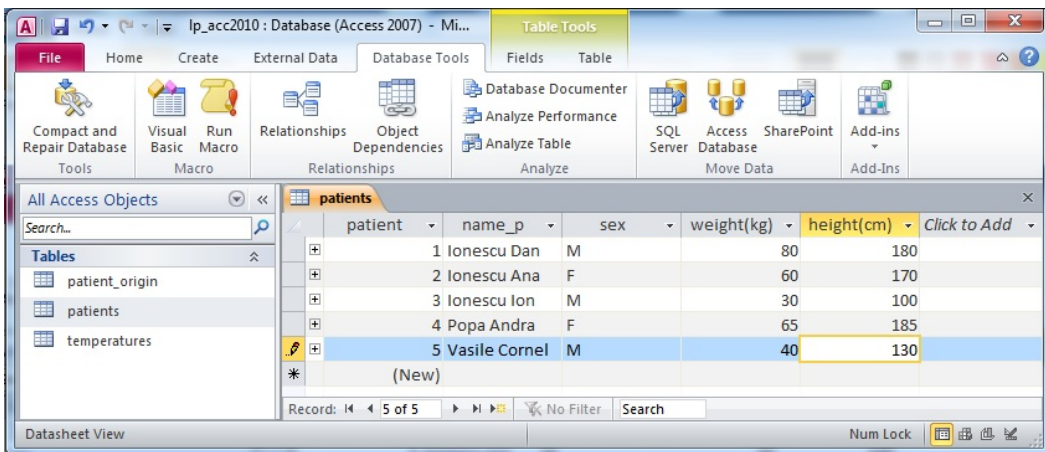 A lp_acc2010 : Database (Access 2007) - Mi... Table Tools
File Home Create External Data Database Tools Fields Table
Compact and Repair Database
Visual Basic
Run Macro
Relationships
Object Dependencies
Database Documenter
Analyze Performance
Analyze Table
SQL Server
Access Database
SharePoint
Add-ins
Tools Macro Relationships Analyze Move Data Add-Ins
All Access Objects
Search...
Tables
patient_origin
patients
temperatures
patients
patient name_p sex weight(kg) height(cm) Click to Add
1 Ionescu Dan M 80 180
2 Ionescu Ana F 60 170
3 Ionescu Ion M 30 100
4 Popa Andra F 65 185
5 Vasile Cornel M 40 130
(New)
Record: 5 of 5 No Filter Search
Datasheet View Num Lock